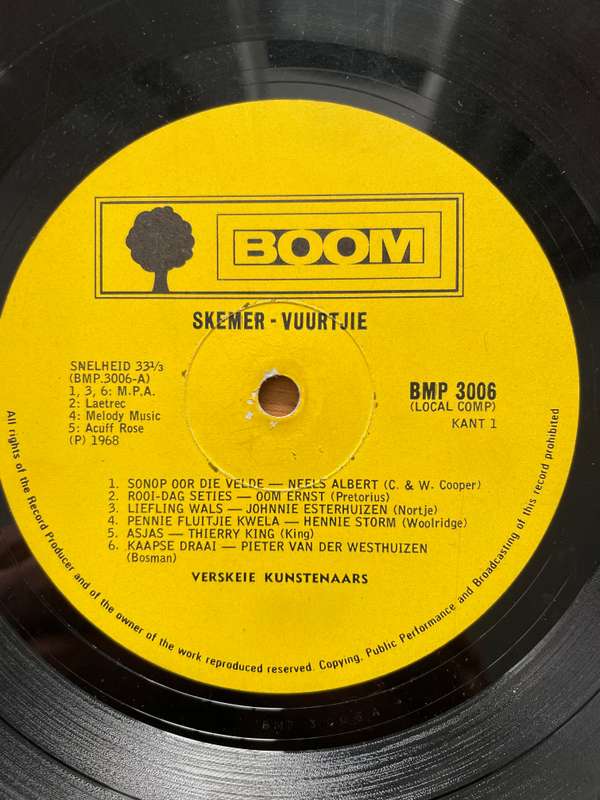 BOOM
SKEMER - VUURTJIE
SNELHEID 33⅓
(BMP.3006-A)
1, 3, 6: M.P.A.
2: Laetrec
4: Melody Music
5: Acuff Rose
(P) 1968
BMP 3006
(LOCAL COMP)
KANT 1
1. SONOP OOR DIE VELDE — NEELS ALBERT (C. & W. Cooper)
2. ROOI-DAG SETIES — OOM ERNST (Pretorius)
3. LIEFLING WALS — JOHNNIE ESTERHUIZEN (Nortje)
4. PENNIE FLUITJIE KWELA — HENNIE STORM (Woolridge)
5. ASJAS — THIERRY KING (King)
6. KAAPSE DRAAI — PIETER VAN DER WESTHUIZEN
(Bosman)
VERSKEIE KUNSTENAARS
All rights of the Record Producer and of the owner of the work reproduced reserved. Copying, Public Performance and Broadcasting of this record prohibited
BMP 3006 A